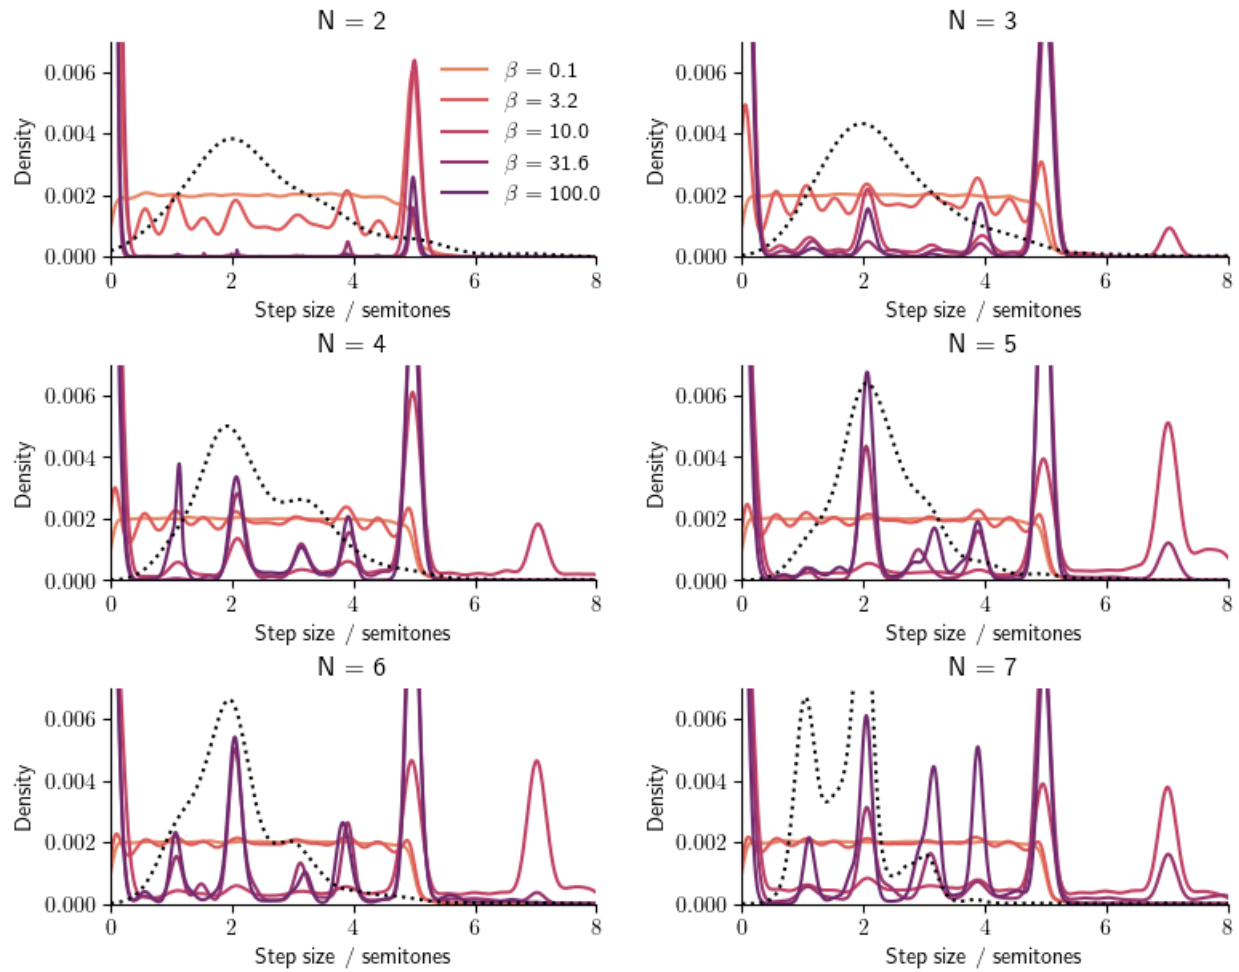 N = 2
0.006
0.004
0.002
0.000
Density
0 2 4 6 8
Step size / semitones
β = 0.1
β = 3.2
β = 10.0
β = 31.6
β = 100.0
N = 3
0.006
0.004
0.002
0.000
Density
0 2 4 6 8
Step size / semitones
N = 4
0.006
0.004
0.002
0.000
Density
0 2 4 6 8
Step size / semitones
N = 5
0.006
0.004
0.002
0.000
Density
0 2 4 6 8
Step size / semitones
N = 6
0.006
0.004
0.002
0.000
Density
0 2 4 6 8
Step size / semitones
N = 7
0.006
0.004
0.002
0.000
Density
0 2 4 6 8
Step size / semitones